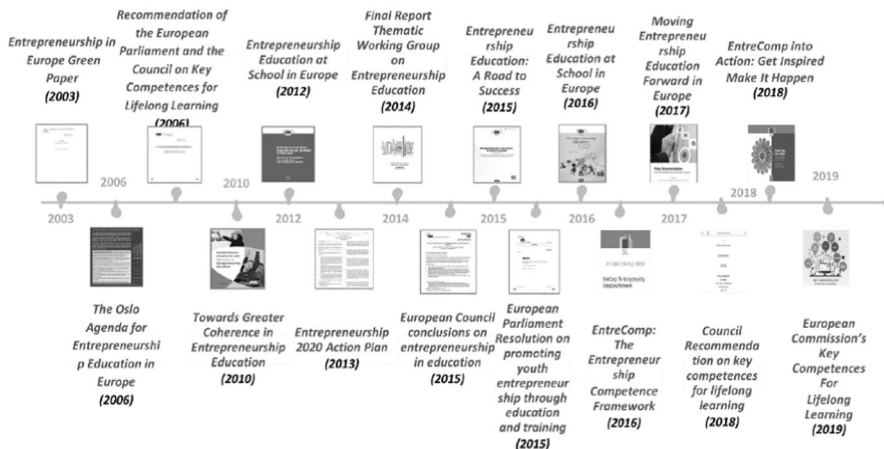 Entrepreneurship in
Europe Green
Paper
(2003)
Recommendation of
the European
Parliament and the
Council on Key
Competences for
Lifelong Learning
(2006)
Entrepreneurship
Education at
School in Europe
(2012)
Final Report
Thematic
Working Group
on
Entrepreneurship
Education
(2014)
Entrepreneu
rship
Education:
A Road to
Success
(2015)
Entrepreneu
rship
Education at
School in
Europe
(2016)
Moving
Entrepreneu
rship
Education
Forward in
Europe
(2017)
EntreComp into
Action: Get Inspired
Make It Happen
(2018)
2003
2006
2010
2012
2014
2015
2016
2017
2018
2019
The Oslo
Agenda for
Entrepreneurshi
p Education in
Europe
(2006)
Towards Greater
Coherence in
Entrepreneurship
Education
(2010)
Entrepreneurship
2020 Action Plan
(2013)
European Council
conclusions on
entrepreneurship
in education
(2015)
European
Parliament
Resolution on
promoting
youth
entrepreneur
ship through
education
and training
(2015)
EntreComp:
The
Entrepreneur
ship
Competence
Framework
(2016)
Council
Recommenda
tion on key
competences
for lifelong
learning
(2018)
European
Commission's
Key
Competences
For
Lifelong
Learning
(2019)